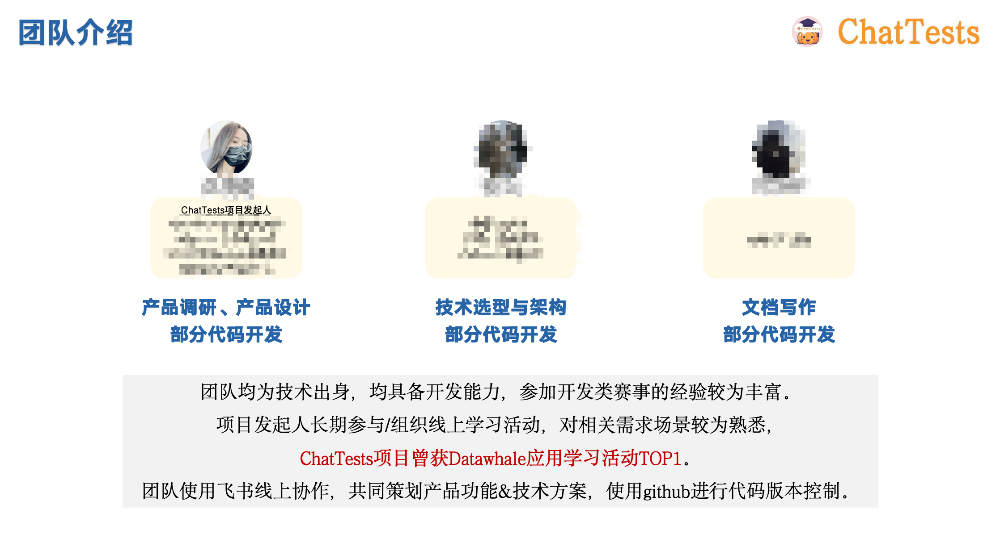 团队介绍
ChatTests
ChatTests
ChatTests项目发起人
产品调研、产品设计
部分代码开发
技术选型与架构
部分代码开发
文档写作
部分代码开发
团队均为技术出身，均具备开发能力，参加开发类赛事的经验较为丰富。
项目发起人长期参与/组织线上学习活动，对相关需求场景较为熟悉，
ChatTests项目曾获Datawhale应用学习活动TOP1。
团队使用飞书线上协作，共同策划产品功能&技术方案，使用github进行代码版本控制。